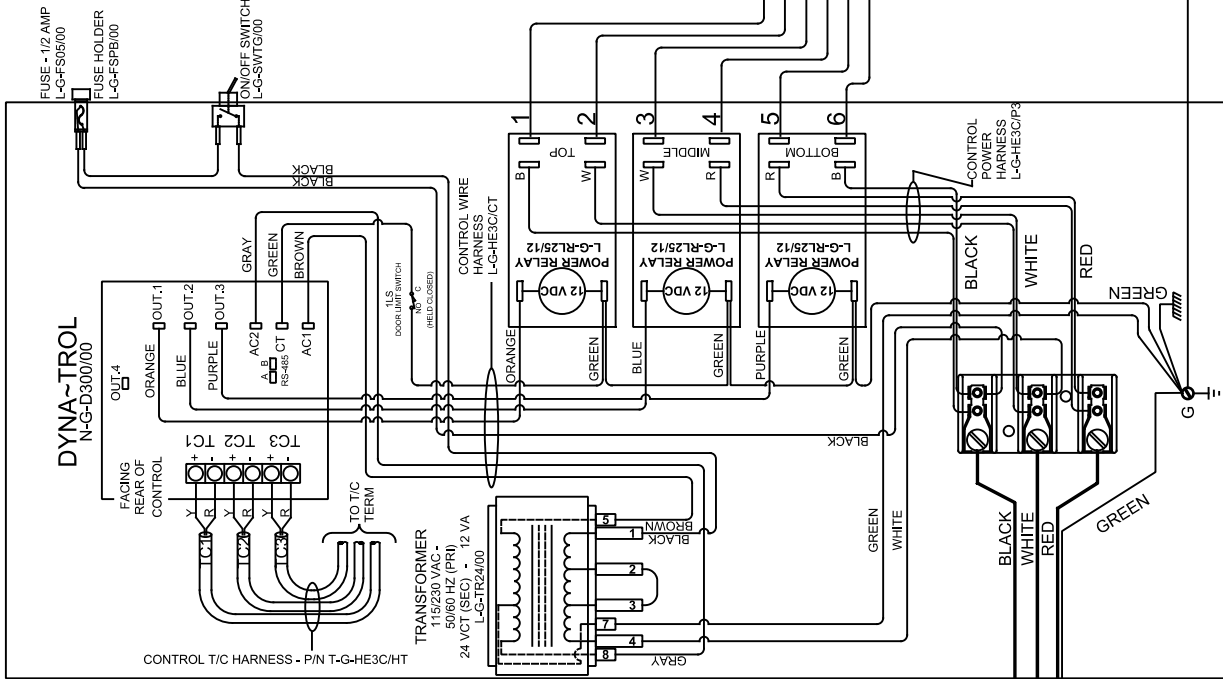 FUSE - 1/2 AMP
L-G-FS05/00
FUSE HOLDER
L-G-FSPB/00
ON/OFF SWITCH
L-G-SWTG/00
BLACK
BLACK
DYNA~TROL
N-G-D300/00
OUT.4
OUT.1
OUT.2
OUT.3
AC2
CT
AC1
A B
RS-485
ORANGE
BLUE
PURPLE
GRAY
GREEN
BROWN
1LS
DOOR LIMIT SWITCH
NO C
(HELD CLOSED)
CONTROL WIRE
HARNESS
L-G-HE3C/CT
FACING
REAR OF
CONTROL
TC1
TC2
TC3
+ - + - + -
Y R Y R Y R
TC1
TC2
TC3
TO T/C
TERM
CONTROL T/C HARNESS - P/N T-G-HE3C/HT
TRANSFORMER
115/230 VAC -
50/60 HZ (PRI)
24 VCT (SEC) - 12 VA
L-G-TR24/00
5
1
2
3
7
4
8
BROWN
BLACK
GRAY
1 2 3 4 5 6
TOP
MIDDLE
BOTTOM
B W W R R B
POWER RELAY
L-G-RL25/12
12 VDC
POWER RELAY
L-G-RL25/12
12 VDC
POWER RELAY
L-G-RL25/12
12 VDC
ORANGE
GREEN
BLUE
GREEN
PURPLE
GREEN
CONTROL
POWER
HARNESS
L-G-HE3C/P3
BLACK
WHITE
RED
GREEN
BLACK
GREEN
WHITE
G
BLACK
WHITE
RED
GREEN